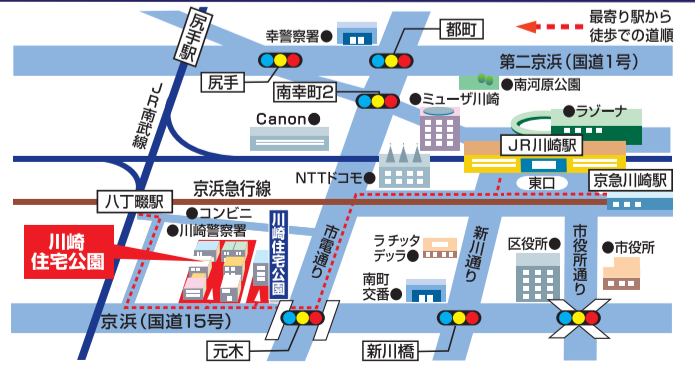 最寄り駅から
徒歩での道順
尻手駅
幸警察署
都町
第二京浜（国道1号）
尻手
南幸町2
南河原公園
ミューザ川崎
ラゾーナ
JR南武線
Canon
JR川崎駅
NTTドコモ
東口
京急川崎駅
京浜急行線
八丁畷駅
コンビニ
川崎警察署
川崎
住宅公園
川崎住宅公園
市電通り
ラ チッタ
デッラ
新川通り
区役所
市役所通り
市役所
南町
交番
京浜（国道15号）
元木
新川橋